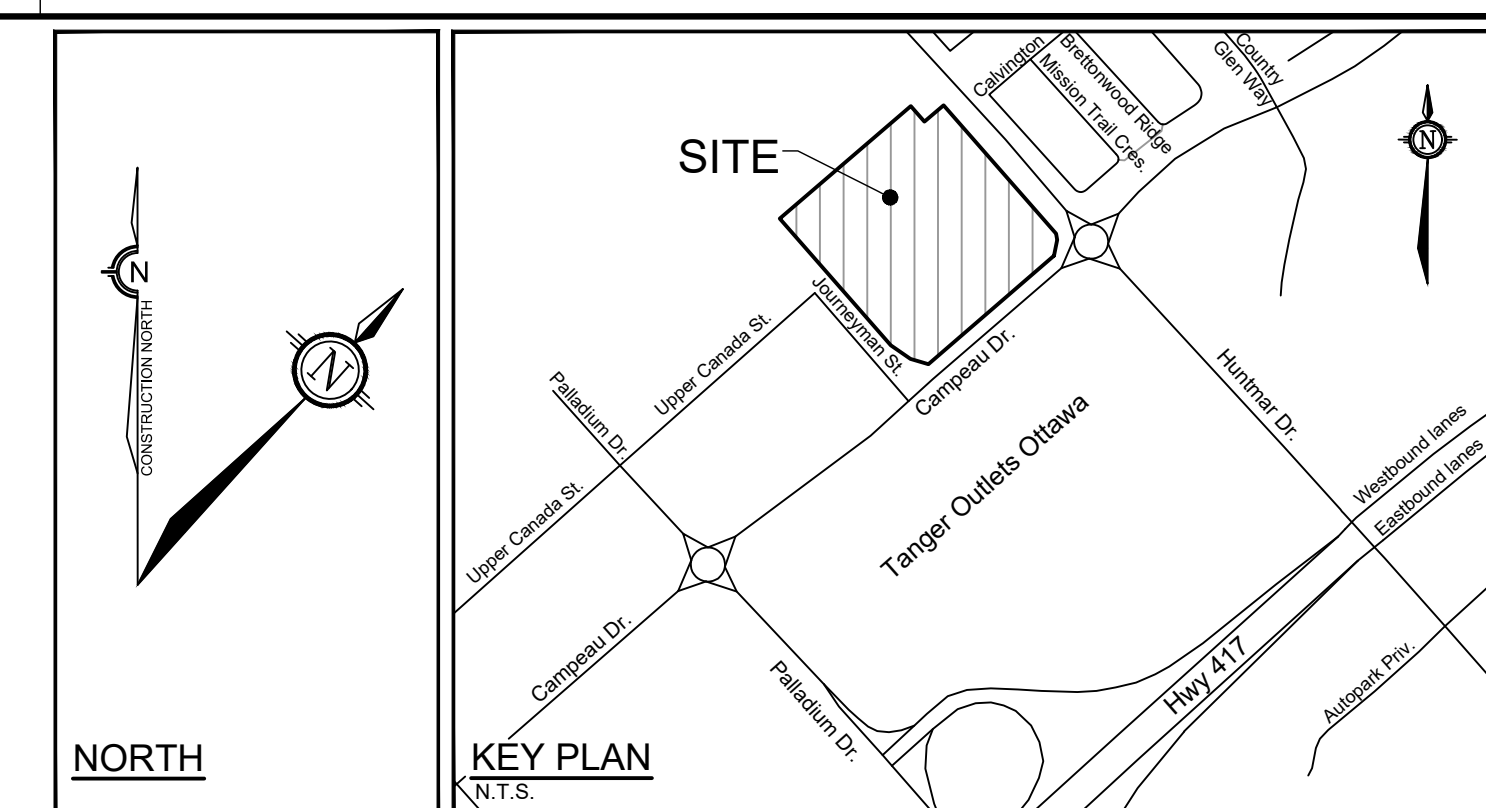 N
CONSTRUCTION NORTH
N
NORTH
SITE
Calvington
Brettonwood Ridge
Mission Trail Cres.
Country
Glen Way
N
Journeyman St.
Upper Canada St.
Palladium Dr.
Campeau Dr.
Huntmar Dr.
Tanger Outlets Ottawa
Westbound lanes
Eastbound lanes
Upper Canada St.
Campeau Dr.
Palladium Dr.
Hwy 417
Autopark Priv.
KEY PLAN
N.T.S.